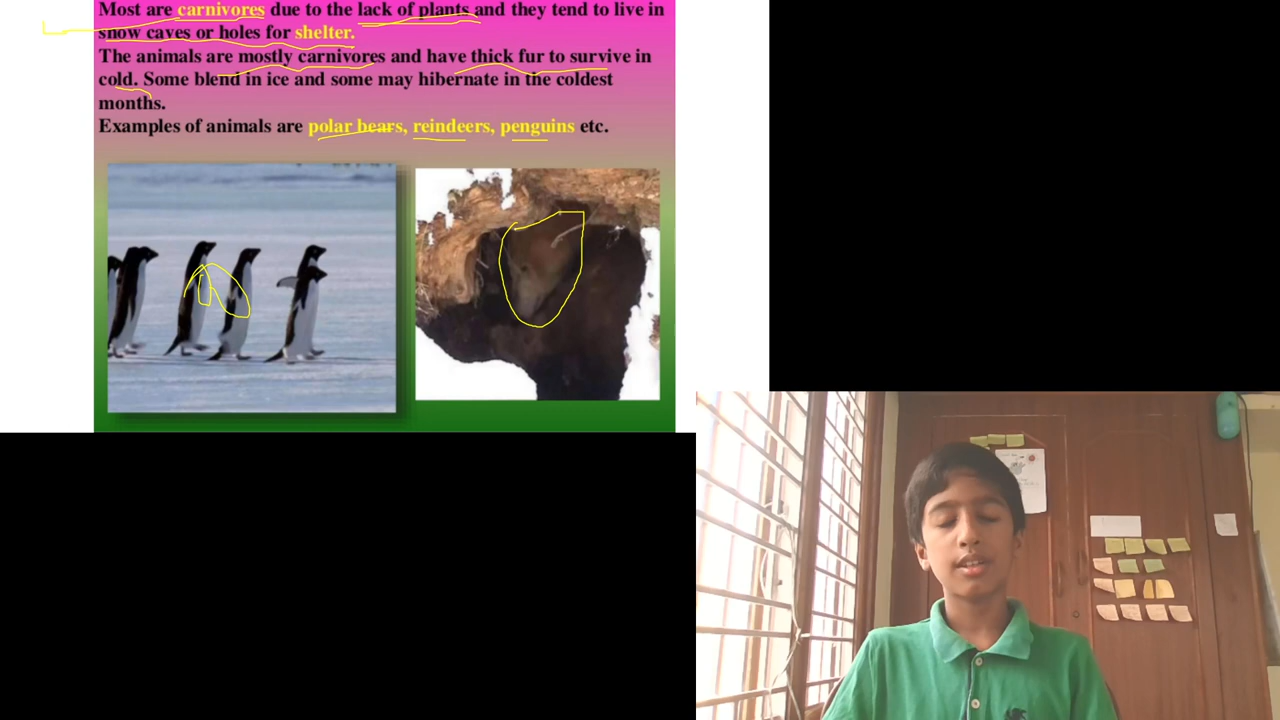 Most are carnivores due to the lack of plants and they tend to live in
snow caves or holes for shelter.
The animals are mostly carnivores and have thick fur to survive in
cold. Some blend in ice and some may hibernate in the coldest
months.
Examples of animals are polar bears, reindeers, penguins etc.